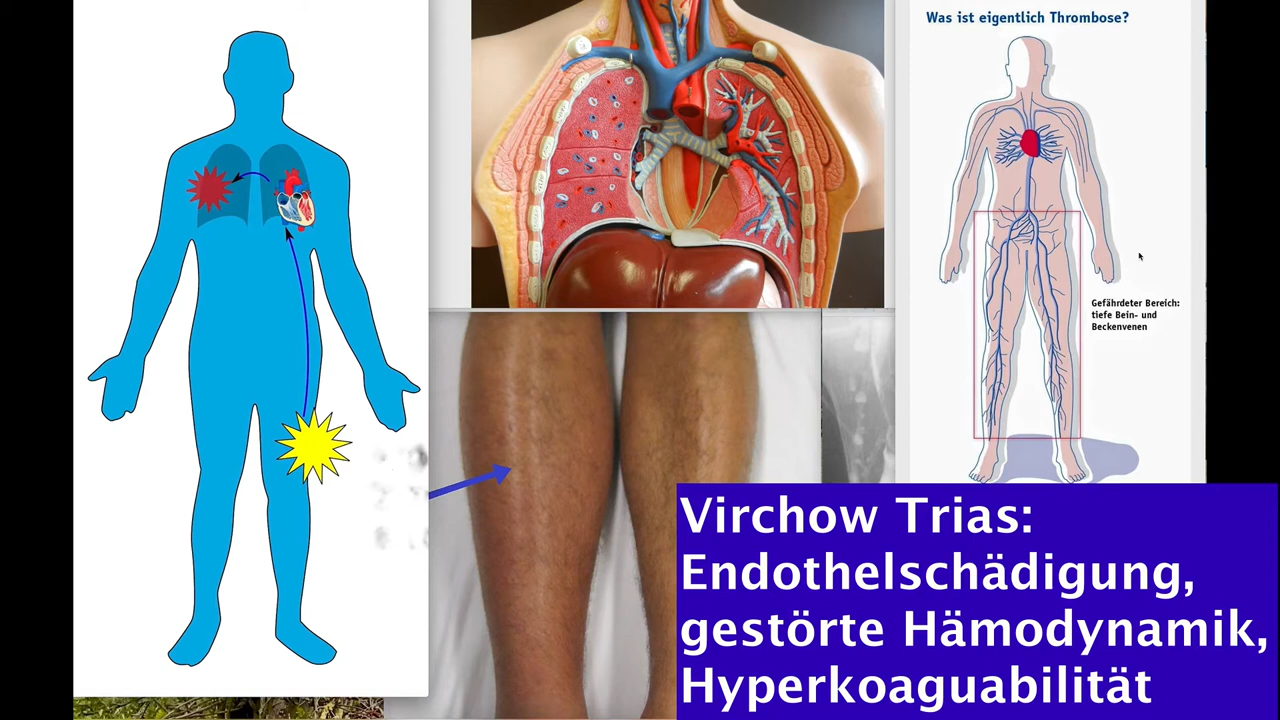 Was ist eigentlich Thrombose?
Gefährdeter Bereich:
tiefe Bein- und
Beckenvenen
Virchow Trias:
Endothelschädigung,
gestörte Hämodynamik,
Hyperkoaguabilität